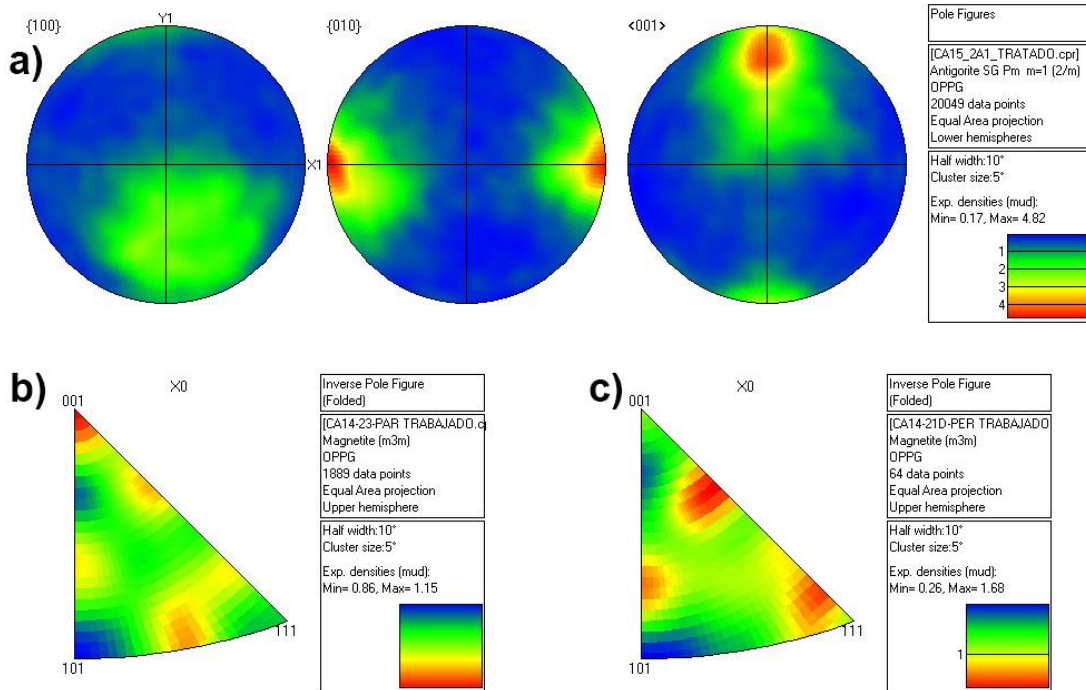 a)
{100}
Y1
{010}
X1
<001>
Pole Figures
[CA15_2A1_TRATADO.cpr]
Antigorite SG Pm m=1 (2/m)
OPPG
20049 data points
Equal Area projection
Lower hemispheres
Half width:10°
Cluster size:5°
Exp. densities (mud):
Min= 0.17, Max= 4.82
1
2
3
4
b)
X0
001
101
111
Inverse Pole Figure
(Folded)
[CA14-23-PAR TRABAJADO.c
Magnetite (m3m)
OPPG
1889 data points
Equal Area projection
Upper hemisphere
Half width:10°
Cluster size:5°
Exp. densities (mud):
Min= 0.86, Max= 1.15
c)
X0
001
101
111
Inverse Pole Figure
(Folded)
[CA14-21D-PER TRABAJADO
Magnetite (m3m)
OPPG
64 data points
Equal Area projection
Upper hemisphere
Half width:10°
Cluster size:5°
Exp. densities (mud):
Min= 0.26, Max= 1.68
1